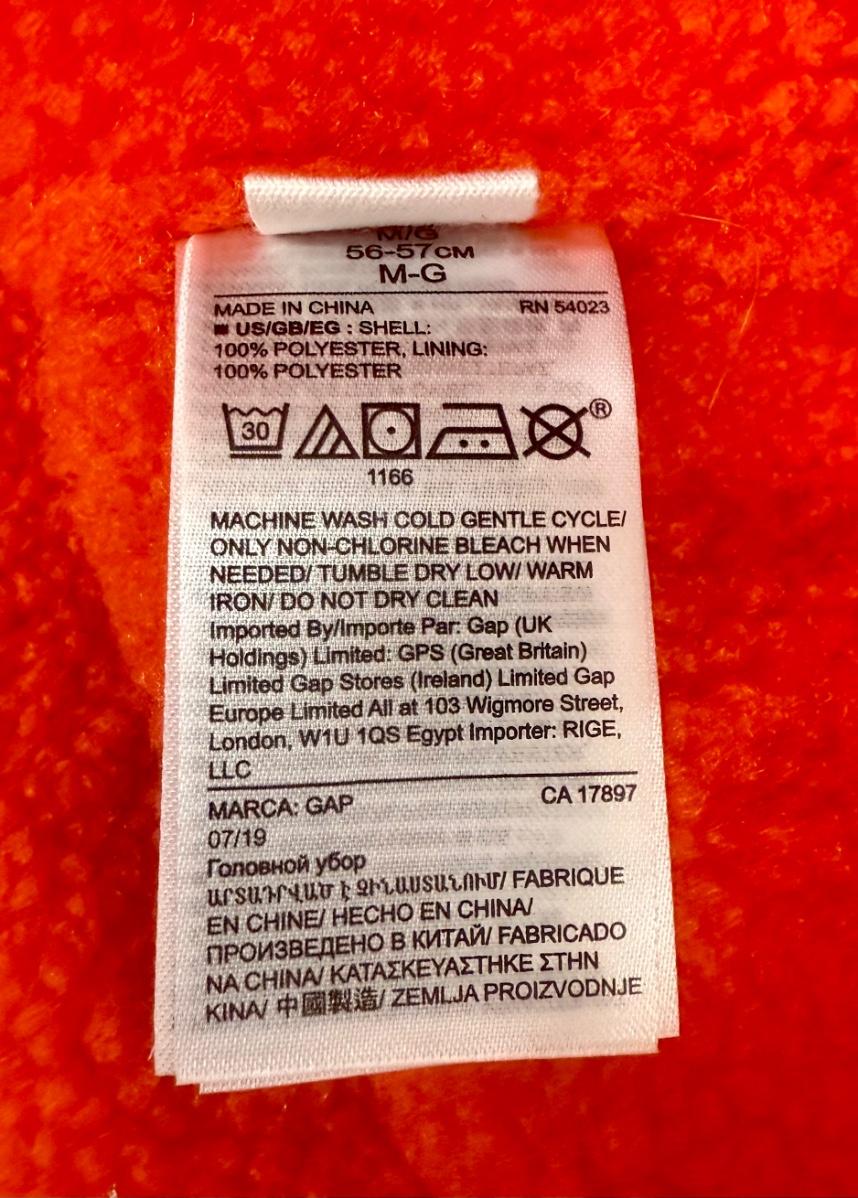 M/G
56-57CM
M-G
MADE IN CHINA RN 54023
US/GB/EG : SHELL:
100% POLYESTER, LINING:
100% POLYESTER
30 ®
1166
MACHINE WASH COLD GENTLE CYCLE/
ONLY NON-CHLORINE BLEACH WHEN
NEEDED/ TUMBLE DRY LOW/ WARM
IRON/ DO NOT DRY CLEAN
Imported By/Importe Par: Gap (UK
Holdings) Limited: GPS (Great Britain)
Limited Gap Stores (Ireland) Limited Gap
Europe Limited All at 103 Wigmore Street,
London, W1U 1QS Egypt Importer: RIGE,
LLC
MARCA: GAP CA 17897
07/19
Головной убор
ԱՐՏԱԴՐՎԱԾ Է ՉԻՆԱՍՏԱՆՈՒՄ/ FABRIQUE
EN CHINE/ HECHO EN CHINA/
ПРОИЗВЕДЕНО В КИТАЙ/ FABRICADO
NA CHINA/ ΚΑΤΑΣΚΕΥΑΣΤΗΚΕ ΣΤΗΝ
ΚΙΝΑ/ 中國製造/ ZEMLJA PROIZVODNJE